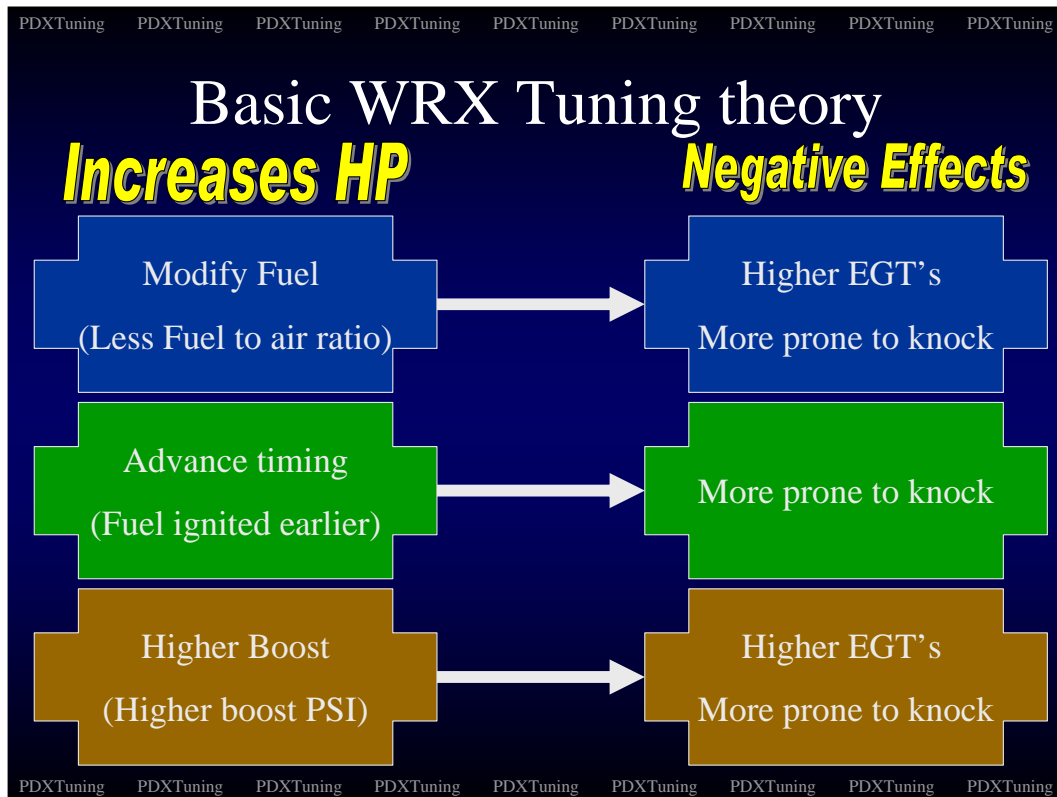 PDXTuning PDXTuning PDXTuning PDXTuning PDXTuning PDXTuning PDXTuning PDXTuning PDXTuning
Basic WRX Tuning theory
Increases HP
Negative Effects
Modify Fuel
(Less Fuel to air ratio)
Higher EGT’s
More prone to knock
Advance timing
(Fuel ignited earlier)
More prone to knock
Higher Boost
(Higher boost PSI)
Higher EGT’s
More prone to knock
PDXTuning PDXTuning PDXTuning PDXTuning PDXTuning PDXTuning PDXTuning PDXTuning PDXTuning